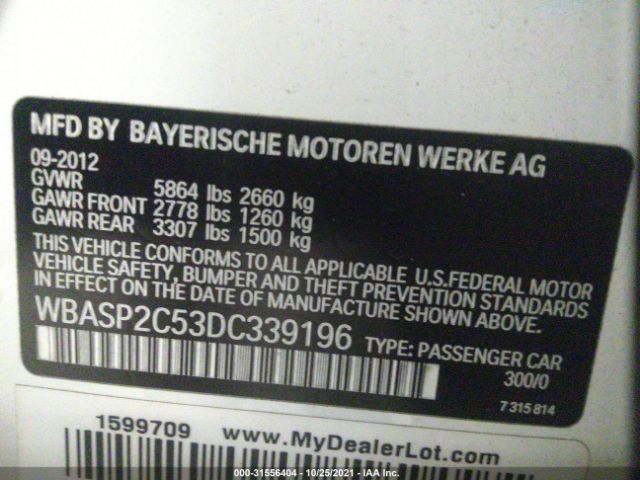 MFD BY BAYERISCHE MOTOREN WERKE AG
09-2012
GVWR 5864 lbs 2660 kg
GAWR FRONT 2778 lbs 1260 kg
GAWR REAR 3307 lbs 1500 kg
THIS VEHICLE CONFORMS TO ALL APPLICABLE U.S.FEDERAL MOTOR
VEHICLE SAFETY, BUMPER AND THEFT PREVENTION STANDARDS
IN EFFECT ON THE DATE OF MANUFACTURE SHOWN ABOVE.
WBASP2C53DC339196 TYPE: PASSENGER CAR
300/0
7 315 814
1599709 www.MyDealerLot.com
000-31556404 - 10/25/2021 - IAA Inc.